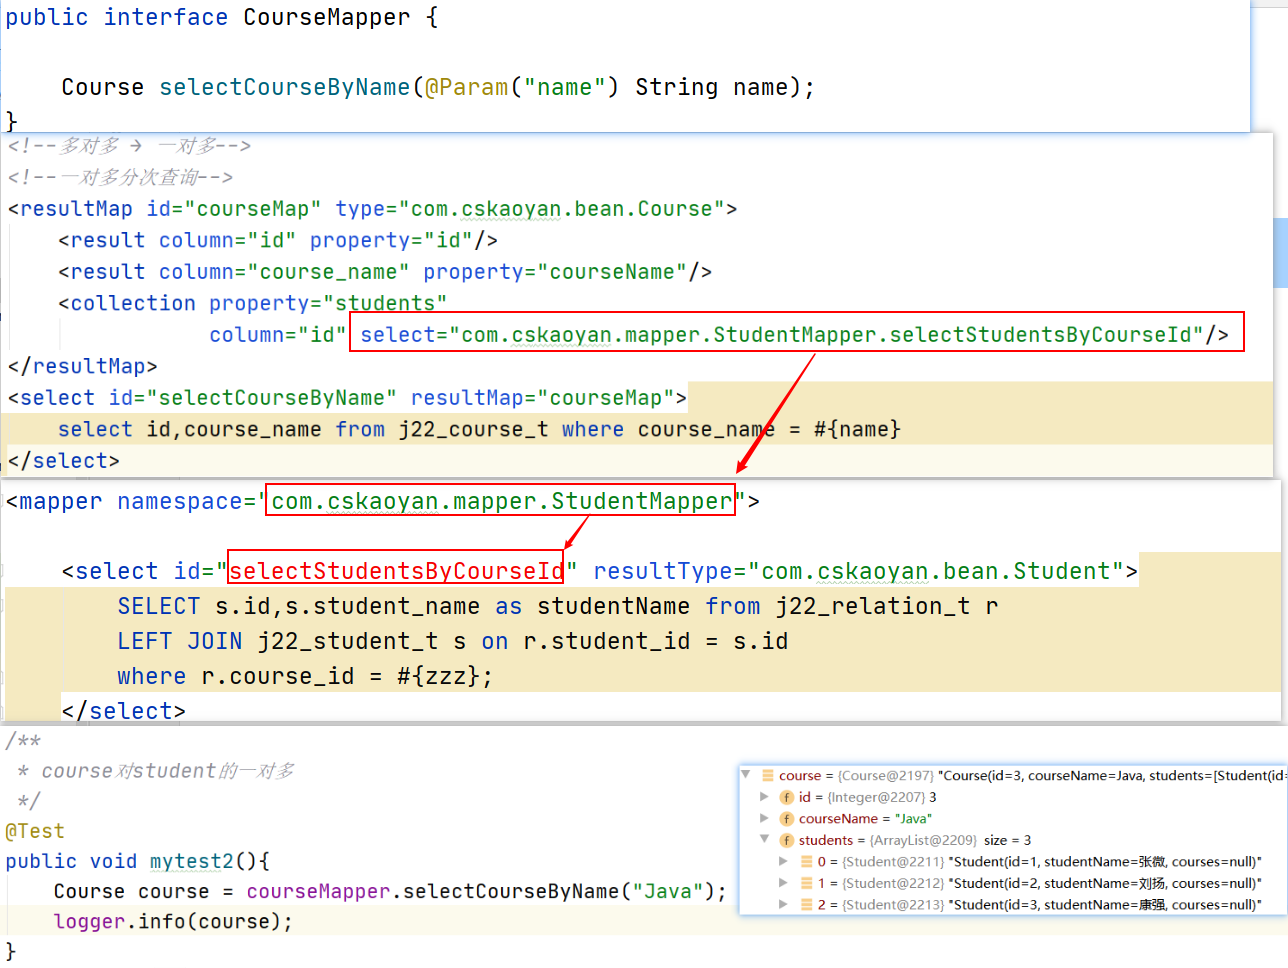 public interface CourseMapper {
Course selectCourseByName(@Param("name") String name);
}
<!--多对多 → 一对多-->
<!--一对多分次查询-->
<resultMap id="courseMap" type="com.cskaoyan.bean.Course">
<result column="id" property="id"/>
<result column="course_name" property="courseName"/>
<collection property="students"
column="id" select="com.cskaoyan.mapper.StudentMapper.selectStudentsByCourseId"/>
</resultMap>
<select id="selectCourseByName" resultMap="courseMap">
select id,course_name from j22_course_t where course_name = #{name}
</select>
<mapper namespace="com.cskaoyan.mapper.StudentMapper">
<select id="selectStudentsByCourseId" resultType="com.cskaoyan.bean.Student">
SELECT s.id,s.student_name as studentName from j22_relation_t r
LEFT JOIN j22_student_t s on r.student_id = s.id
where r.course_id = #{zzz};
</select>
/**
* course对student的一对多
*/
@Test
public void mytest2(){
Course course = courseMapper.selectCourseByName("Java");
logger.info(course);
}
course = {Course@2197} "Course(id=3, courseName=Java, students=[Student(id=
id = {Integer@2207} 3
courseName = "Java"
students = {ArrayList@2209} size = 3
0 = {Student@2211} "Student(id=1, studentName=张微, courses=null)"
1 = {Student@2212} "Student(id=2, studentName=刘扬, courses=null)"
2 = {Student@2213} "Student(id=3, studentName=康强, courses=null)"